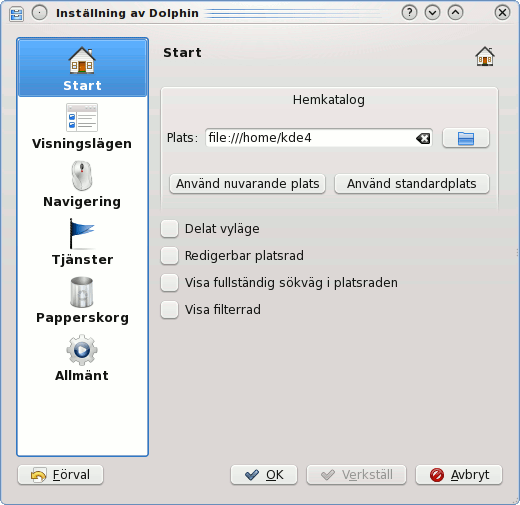 Inställning av Dolphin
Start
Visningslägen
Navigering
Tjänster
Papperskorg
Allmänt
Start
Hemkatalog
Plats: file:///home/kde4
Använd nuvarande plats Använd standardplats
Delat vyläge
Redigerbar platsrad
Visa fullständig sökväg i platsraden
Visa filterrad
Förval OK Verkställ Avbryt